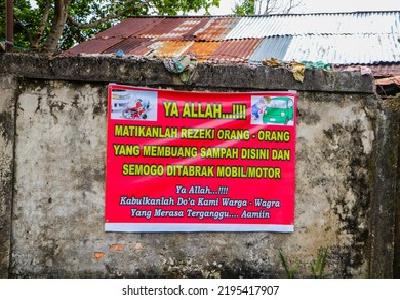 YA ALLAH...!!!!
MATIKANLAH REZEKI ORANG - ORANG
YANG MEMBUANG SAMPAH DISINI DAN
SEMOGO DITABRAK MOBIL/MOTOR
Ya Allah...!!!!
Kabulkanlah Do'a Kami Warga - Wagra
Yang Merasa Terganggu.... Aamiin
shutterstock.com · 2195417907